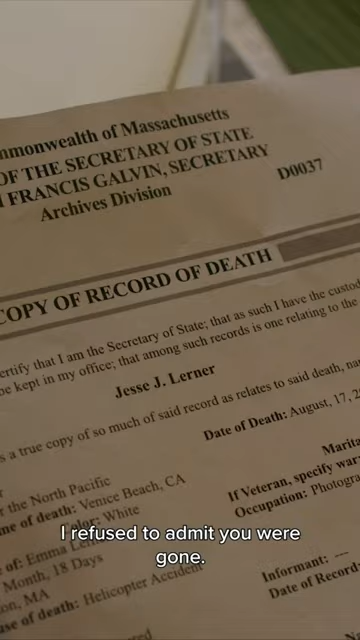 mmonwealth of Massachusetts
OF THE SECRETARY OF STATE
FRANCIS GALVIN, SECRETARY
Archives Division
D0037
COPY OF RECORD OF DEATH
ertify that I am the Secretary of State; that as such I have the custod
be kept in my office; that among such records is one relating to the
Jesse J. Lerner
s a true copy of so much of said record as relates to said death, na
Date of Death: August, 17, 2
r the North Pacific
Marita
ne of death: Venice Beach, CA
If Veteran, specify war
Color: White
Occupation: Photogra
e of: Emma Le
Month, 18 Days
on, MA
Informant: ---
use of death: Helicopter Accident
Date of Record
I refused to admit you were
gone.